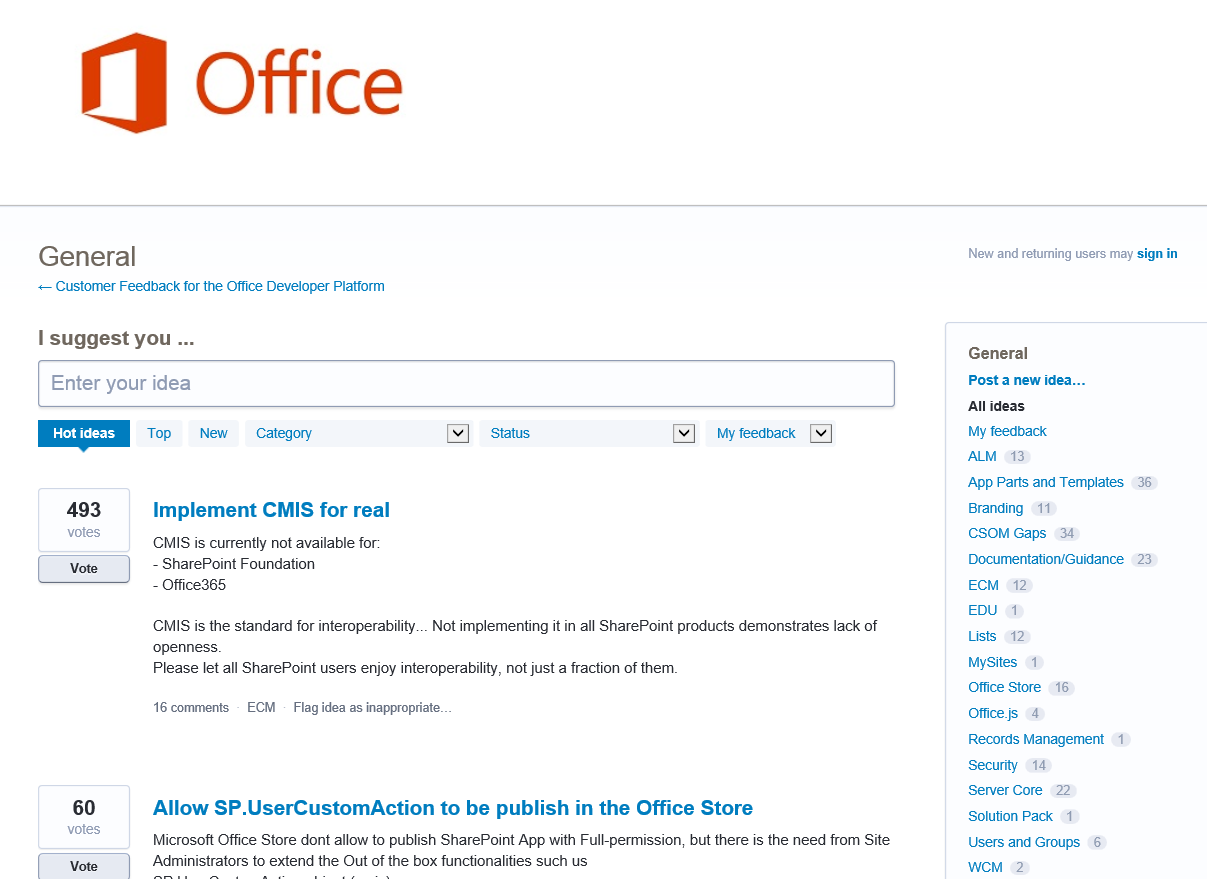 Office
General
New and returning users may sign in
← Customer Feedback for the Office Developer Platform
I suggest you ...
Enter your idea
Hot ideas Top New Category Status My feedback
493
votes
Vote
Implement CMIS for real
CMIS is currently not available for:
- SharePoint Foundation
- Office365
CMIS is the standard for interoperability... Not implementing it in all SharePoint products demonstrates lack of
openness.
Please let all SharePoint users enjoy interoperability, not just a fraction of them.
16 comments · ECM · Flag idea as inappropriate…
60
votes
Vote
Allow SP.UserCustomAction to be publish in the Office Store
Microsoft Office Store dont allow to publish SharePoint App with Full-permission, but there is the need from Site
Administrators to extend the Out of the box functionalities such us
General
Post a new idea…
All ideas
My feedback
ALM 13
App Parts and Templates 36
Branding 11
CSOM Gaps 34
Documentation/Guidance 23
ECM 12
EDU 1
Lists 12
MySites 1
Office Store 16
Office.js 4
Records Management 1
Security 14
Server Core 22
Solution Pack 1
Users and Groups 6
WCM 2